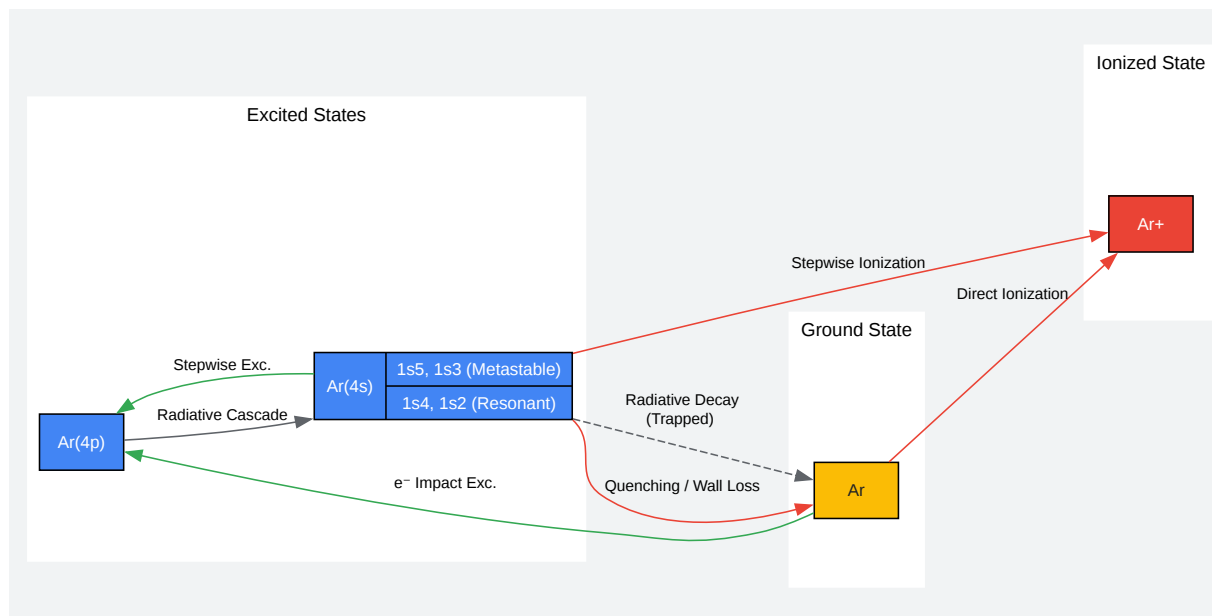 Ionized State
Excited States
Ar+
Stepwise Ionization
Direct Ionization
Ground State
Stepwise Exc.
Ar(4s)
1s5, 1s3 (Metastable)
1s4, 1s2 (Resonant)
Radiative Decay
(Trapped)
Radiative Cascade
Ar(4p)
e⁻ Impact Exc.
Quenching / Wall Loss
Ar